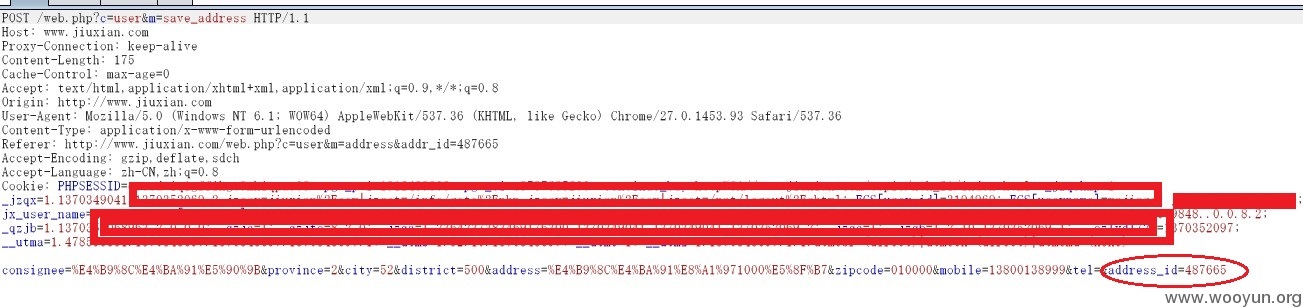 POST /web.php?c=user&m=save_address HTTP/1.1
Host: www.jiuxian.com
Proxy-Connection: keep-alive
Content-Length: 175
Cache-Control: max-age=0
Accept: text/html,application/xhtml+xml,application/xml;q=0.9,*/*;q=0.8
Origin: http://www.jiuxian.com
User-Agent: Mozilla/5.0 (Windows NT 6.1; WOW64) AppleWebKit/537.36 (KHTML, like Gecko) Chrome/27.0.1453.93 Safari/537.36
Content-Type: application/x-www-form-urlencoded
Referer: http://www.jiuxian.com/web.php?c=user&m=address&addr_id=487665
Accept-Encoding: gzip,deflate,sdch
Accept-Language: zh-CN,zh;q=0.8
Cookie: PHPSESSID=
_jzqx=1.1370349041 ;
jx_user_name= 9848..0.0.8.2;
_qzjb=1.1370 370352097;
__utma=1.4785
consignee=%E4%B9%8C%E4%BA%91%E5%90%9B&province=2&city=52&district=500&address=%E4%B9%8C%E4%BA%91%E8%A1%971000%E5%8F%B7&zipcode=010000&mobile=13800138999&tel=&address_id=487665
www.wooyun.org